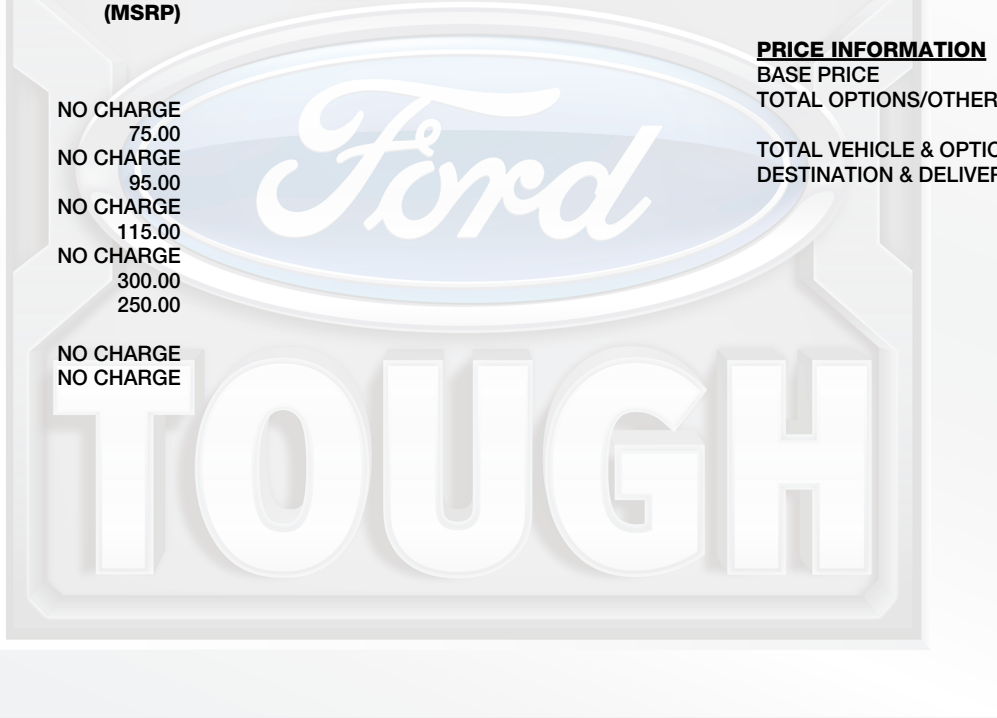 (MSRP)
NO CHARGE
75.00
NO CHARGE
95.00
NO CHARGE
115.00
NO CHARGE
300.00
250.00
NO CHARGE
NO CHARGE
PRICE INFORMATION
BASE PRICE
TOTAL OPTIONS/OTHER
TOTAL VEHICLE & OPTIO
DESTINATION & DELIVER
Ford
TOUGH